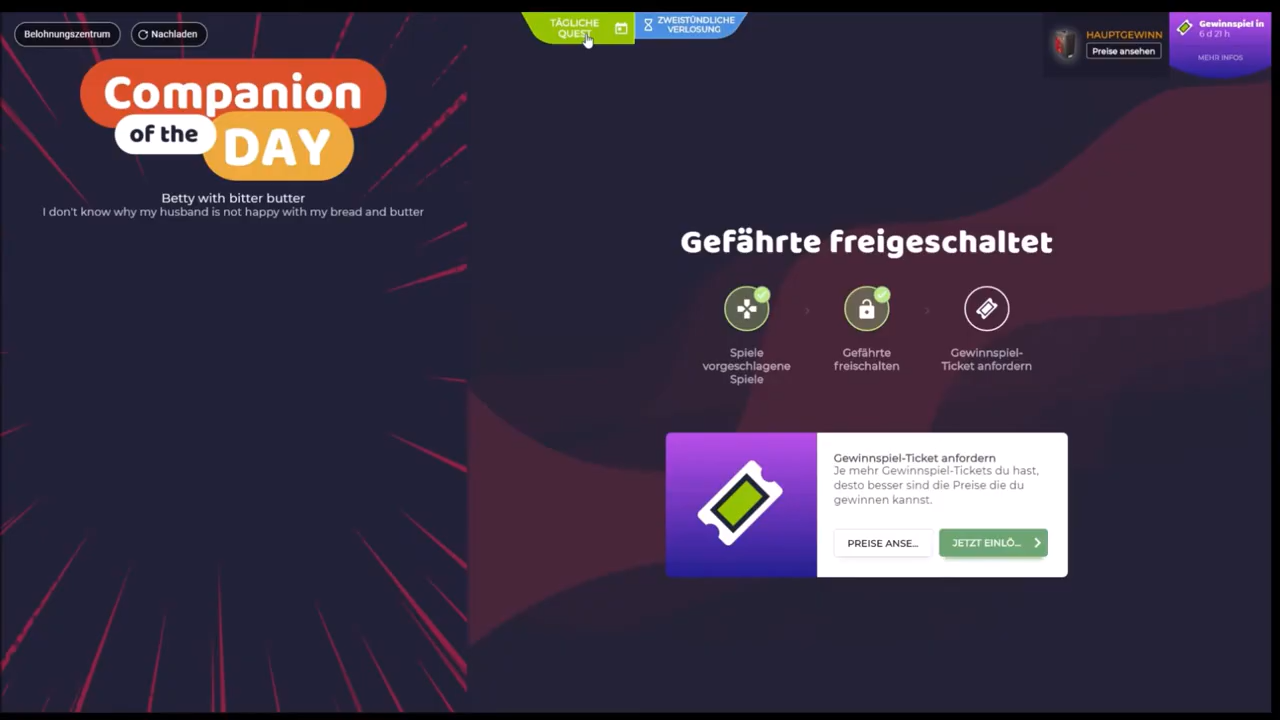 Belohnungszentrum
Nachladen
TÄGLICHE
QUEST
ZWEISTÜNDLICHE
VERLOSUNG
HAUPTGEWINN
Preise ansehen
Gewinnspiel in
6 d 21 h
MEHR INFOS
Companion
of the
DAY
Betty with bitter butter
I don't know why my husband is not happy with my bread and butter
Gefährte freigeschaltet
Spiele
vorgeschlagene
Spiele
Gefährte
freischalten
Gewinnspiel-
Ticket anfordern
Gewinnspiel-Ticket anfordern
Je mehr Gewinnspiel-Tickets du hast,
desto besser sind die Preise die du
gewinnen kannst.
PREISE ANSE...
JETZT EINLÖ...